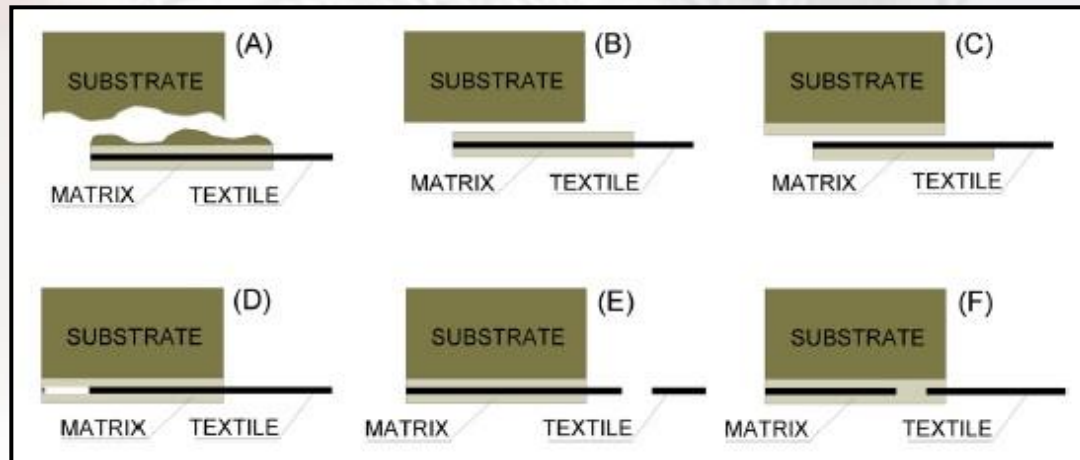 (A)
SUBSTRATE
MATRIX TEXTILE
(B)
SUBSTRATE
MATRIX TEXTILE
(C)
SUBSTRATE
MATRIX TEXTILE
(D)
SUBSTRATE
MATRIX TEXTILE
(E)
SUBSTRATE
MATRIX TEXTILE
(F)
SUBSTRATE
MATRIX TEXTILE